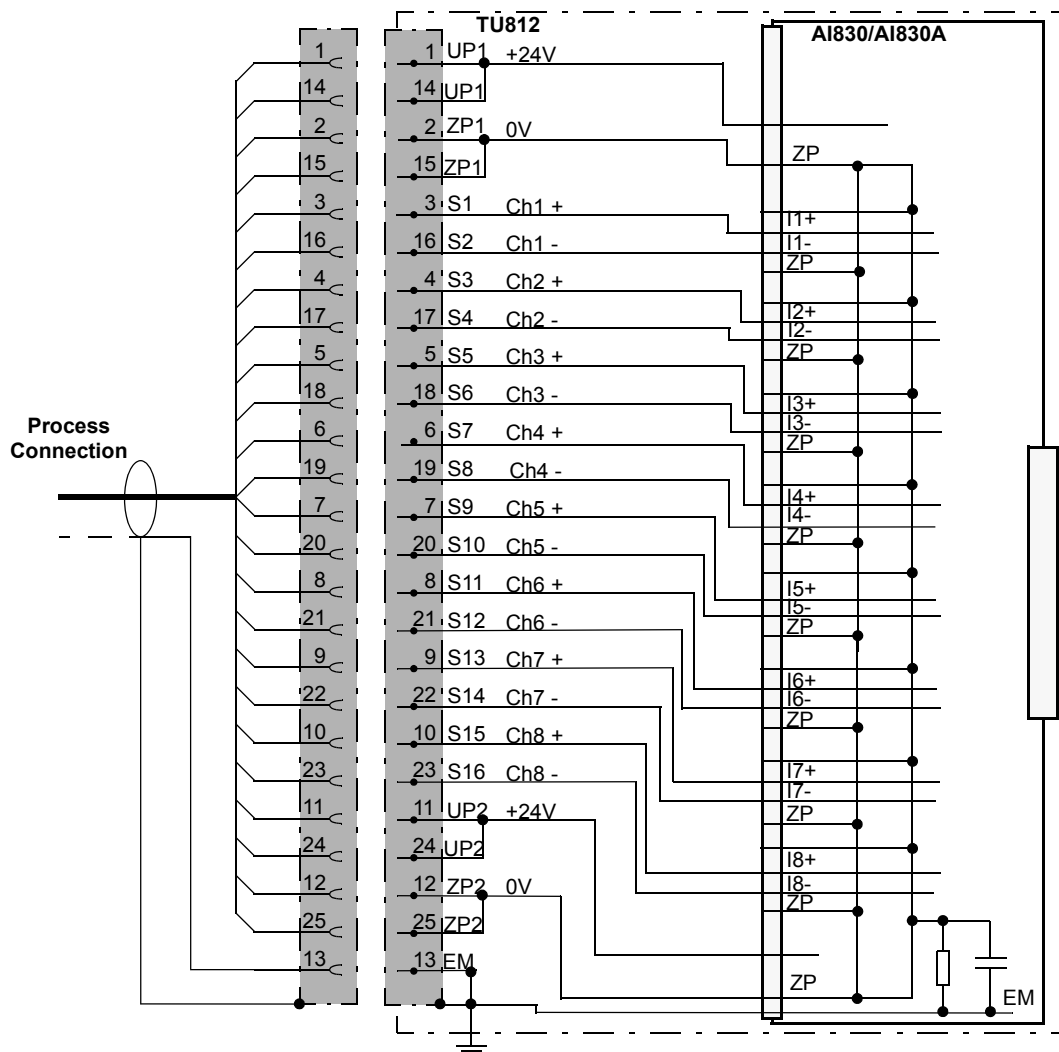 TU812
AI830/AI830A
1 1 UP1 +24V
14 14 UP1
2 2 ZP1 0V
ZP
15 15 ZP1
3 3 S1 Ch1 +
I1+
16 16 S2 Ch1 -
I1-
ZP
4 4 S3 Ch2 +
I2+
17 17 S4 Ch2 -
I2-
ZP
5 5 S5 Ch3 +
18 18 S6 Ch3 -
I3+
I3-
Process
Connection
6 6 S7 Ch4 +
ZP
19 19 S8 Ch4 -
I4+
7 7 S9 Ch5 +
I4-
ZP
20 20 S10 Ch5 -
8 8 S11 Ch6 +
I5+
I5-
21 21 S12 Ch6 -
ZP
9 9 S13 Ch7 +
I6+
22 22 S14 Ch7 -
I6-
ZP
10 10 S15 Ch8 +
23 23 S16 Ch8 -
I7+
I7-
11 11 UP2 +24V
ZP
24 24 UP2
I8+
12 12 ZP2 0V
I8-
ZP
25 25 ZP2
13 13 EM
ZP
EM